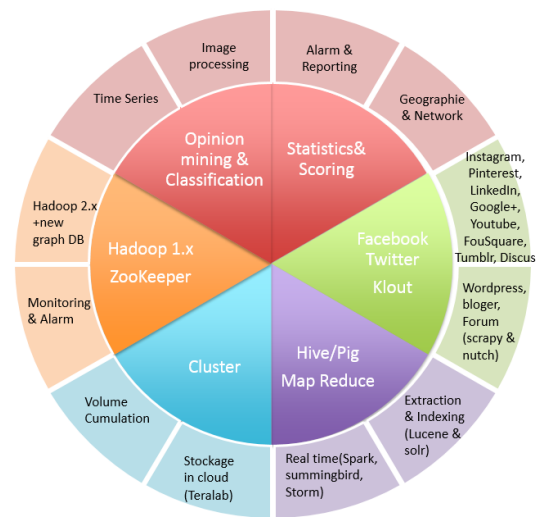 Image
processing
Alarm &
Reporting
Time Series
Geographie
& Network
Opinion
mining &
Classification
Statistics&
Scoring
Hadoop 2.x
+new
graph DB
Instagram,
Pinterest,
LinkedIn,
Google+,
Youtube,
FouSquare,
Tumblr, Discus
Hadoop 1.x
ZooKeeper
Facebook
Twitter
Klout
Monitoring
& Alarm
Wordpress,
bloger,
Forum
(scrapy &
nutch)
Cluster
Hive/Pig
Map Reduce
Volume
Cumulation
Extraction
& Indexing
(Lucene &
solr)
Stockage
in cloud
(Teralab)
Real time(Spark,
summingbird,
Storm)